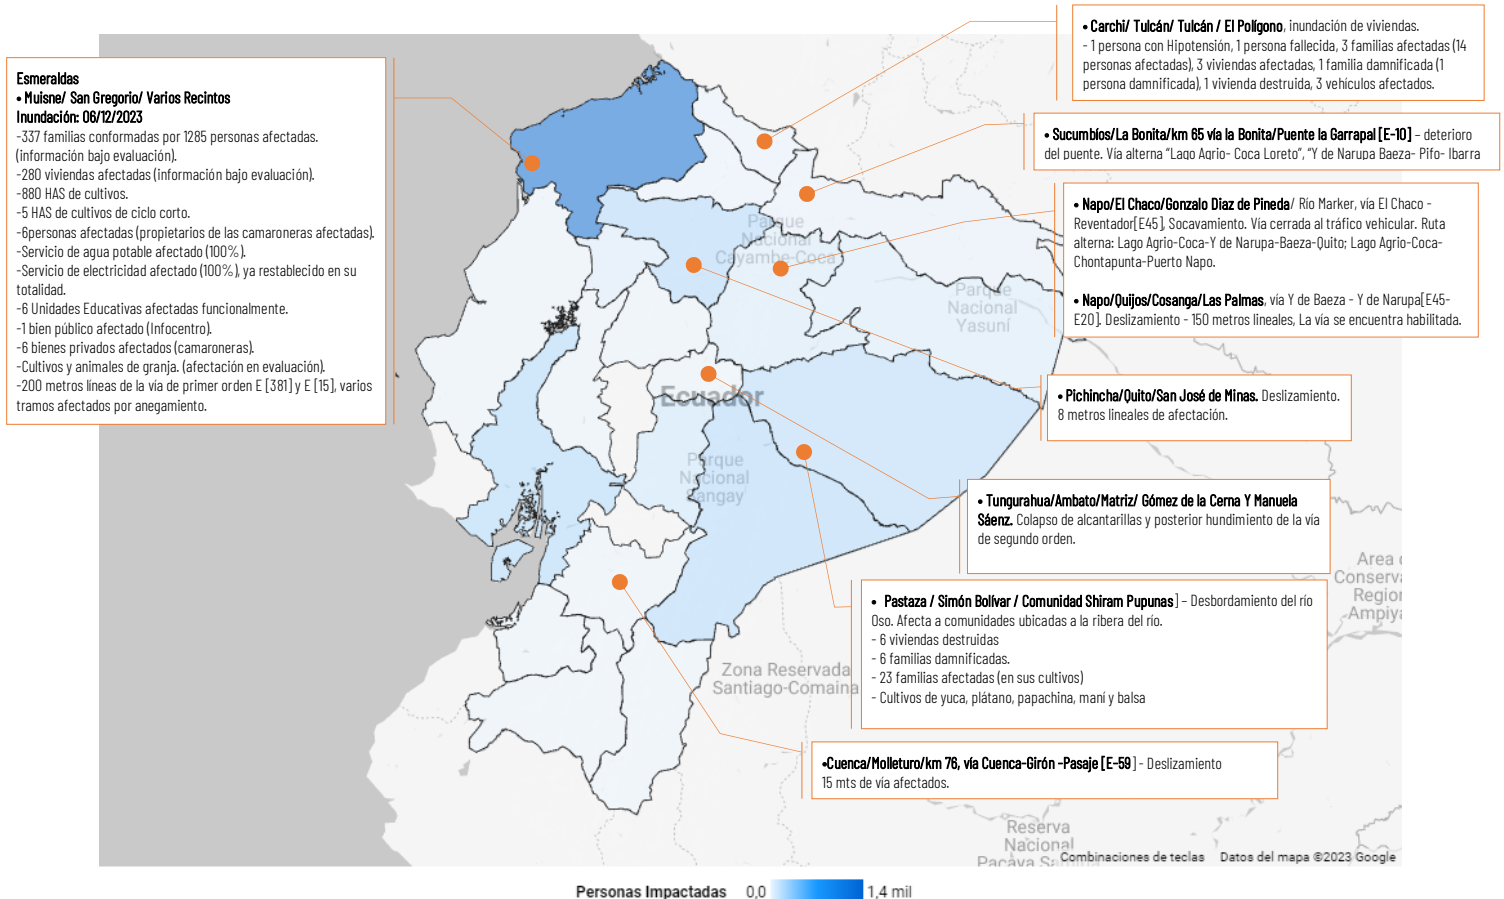 Esmeraldas
• Muisne/ San Gregorio/ Varios Recintos
Inundación: 06/12/2023
-337 familias conformadas por 1285 personas afectadas.
(información bajo evaluación).
-280 viviendas afectadas (información bajo evaluación).
-880 HAS de cultivos.
-5 HAS de cultivos de ciclo corto.
-6personas afectadas (propietarios de las camaroneras afectadas).
-Servicio de agua potable afectado (100%).
-Servicio de electricidad afectado (100%), ya restablecido en su
totalidad.
-6 Unidades Educativas afectadas funcionalmente.
-1 bien público afectado (Infocentro).
-6 bienes privados afectados (camaroneras).
-Cultivos y animales de granja. (afectación en evaluación).
-200 metros líneas de la vía de primer orden E [381] y E [15], varios
tramos afectados por anegamiento.
• Carchi/ Tulcán/ Tulcán / El Polígono, inundación de viviendas.
- 1 persona con Hipotensión, 1 persona fallecida, 3 familias afectadas (14
personas afectadas), 3 viviendas afectadas, 1 familia damnificada (1
persona damnificada), 1 vivienda destruida, 3 vehículos afectados.
• Sucumbíos/La Bonita/km 65 vía la Bonita/Puente la Garrapal [E-10] – deterioro
del puente. Vía alterna "Lago Agrio- Coca Loreto", "Y de Narupa Baeza- Pifo- Ibarra
• Napo/El Chaco/Gonzalo Diaz de Pineda/ Río Marker, vía El Chaco -
Reventador[E45], Socavamiento. Vía cerrada al tráfico vehicular. Ruta
alterna: Lago Agrio-Coca-Y de Narupa-Baeza-Quito; Lago Agrio-Coca-
Chontapunta-Puerto Napo.
• Napo/Quijos/Cosanga/Las Palmas, vía Y de Baeza - Y de Narupa[E45-
E20]. Deslizamiento - 150 metros lineales, La vía se encuentra habilitada.
• Pichincha/Quito/San José de Minas. Deslizamiento.
8 metros lineales de afectación.
• Tungurahua/Ambato/Matriz/ Gómez de la Cerna Y Manuela
Sáenz. Colapso de alcantarillas y posterior hundimiento de la vía
de segundo orden.
• Pastaza / Simón Bolívar / Comunidad Shiram Pupunas] – Desbordamiento del río
Oso. Afecta a comunidades ubicadas a la ribera del río.
- 6 viviendas destruidas
- 6 familias damnificadas.
- 23 familias afectadas (en sus cultivos)
- Cultivos de yuca, plátano, papachina, maní y balsa
•Cuenca/Molleturo/km 76, vía Cuenca-Girón -Pasaje [E-59] - Deslizamiento
15 mts de vía afectados.
Parque
Nacional
Cayambe-Coca
Parque
Nacional
Yasuní
Ecuador
Parque
Nacional
Sangay
Zona Reservada
Santiago-Comaina
Area
Conserva
Region
Ampiya
Reserva
Nacional
Pacaya
Combinaciones de teclas Datos del mapa ©2023 Google
Personas Impactadas 0,0 1,4 mil